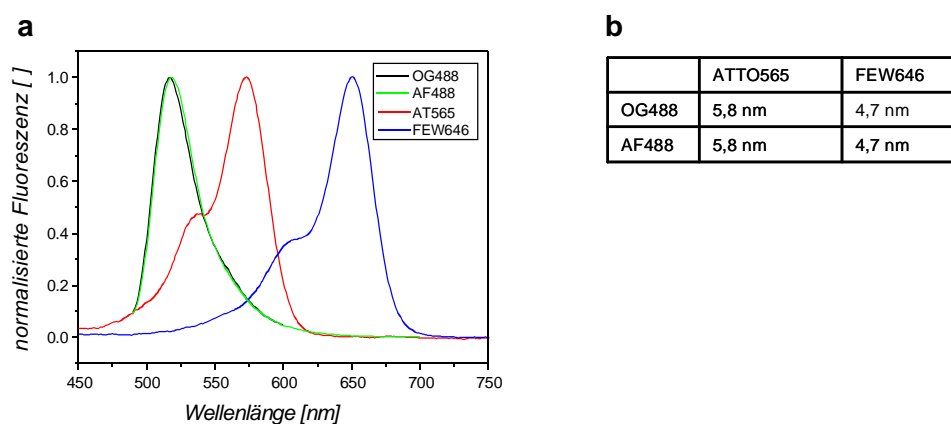 a
normalisierte Fluoreszenz [ ]
1.0
0.8
0.6
0.4
0.2
0.0
OG488
AF488
AT565
FEW646
450 500 550 600 650 700 750
Wellenlänge [nm]
b
ATTO565 FEW646
OG488 5,8 nm 4,7 nm
AF488 5,8 nm 4,7 nm